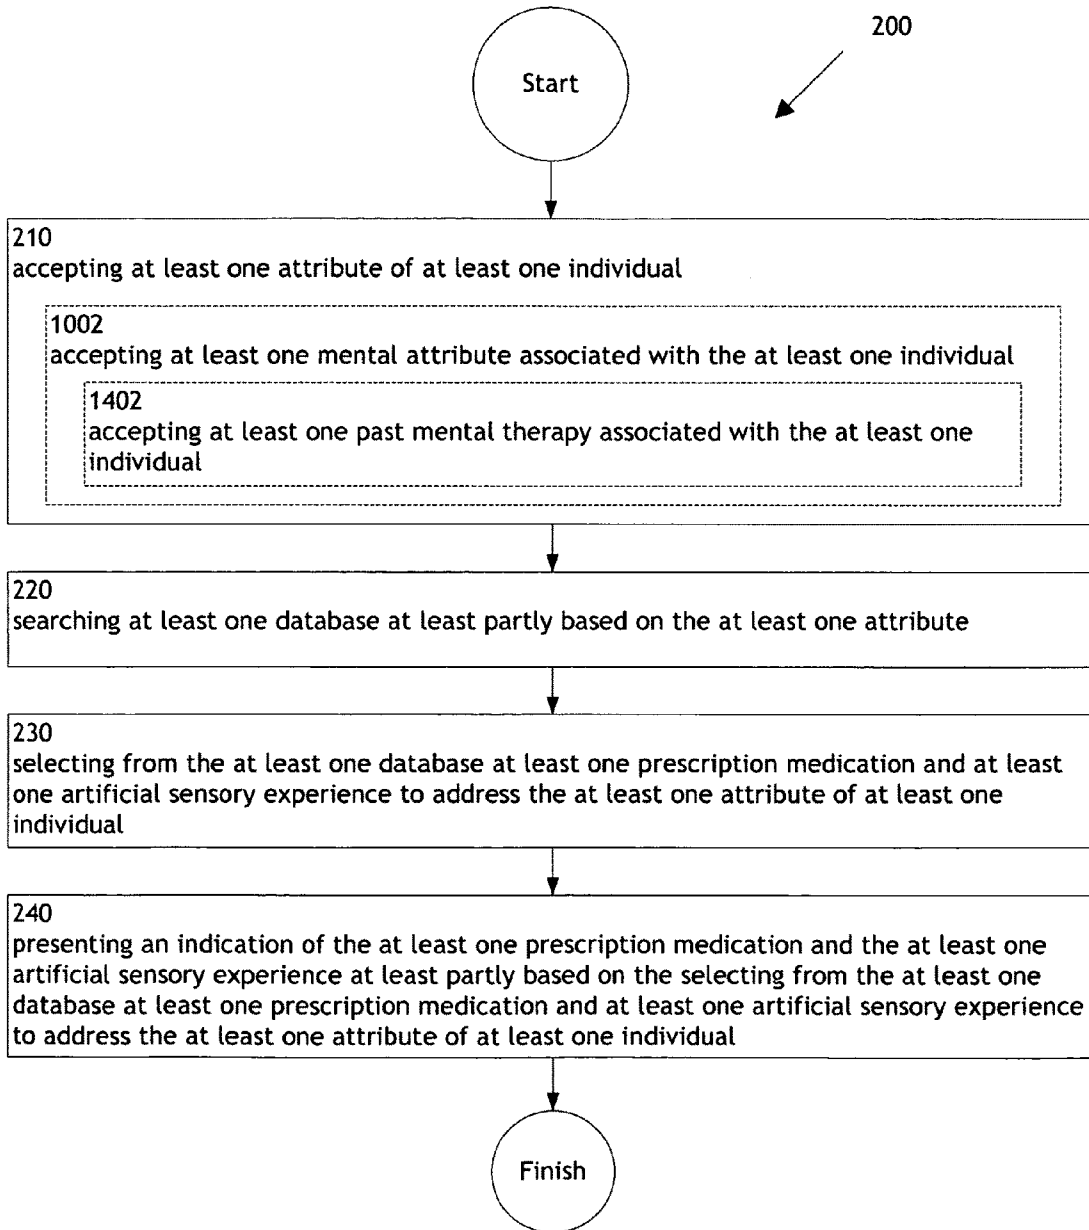 200
Start
210
accepting at least one attribute of at least one individual
1002
accepting at least one mental attribute associated with the at least one individual
1402
accepting at least one past mental therapy associated with the at least one
individual
220
searching at least one database at least partly based on the at least one attribute
230
selecting from the at least one database at least one prescription medication and at least
one artificial sensory experience to address the at least one attribute of at least one
individual
240
presenting an indication of the at least one prescription medication and the at least one
artificial sensory experience at least partly based on the selecting from the at least one
database at least one prescription medication and at least one artificial sensory experience
to address the at least one attribute of at least one individual
Finish